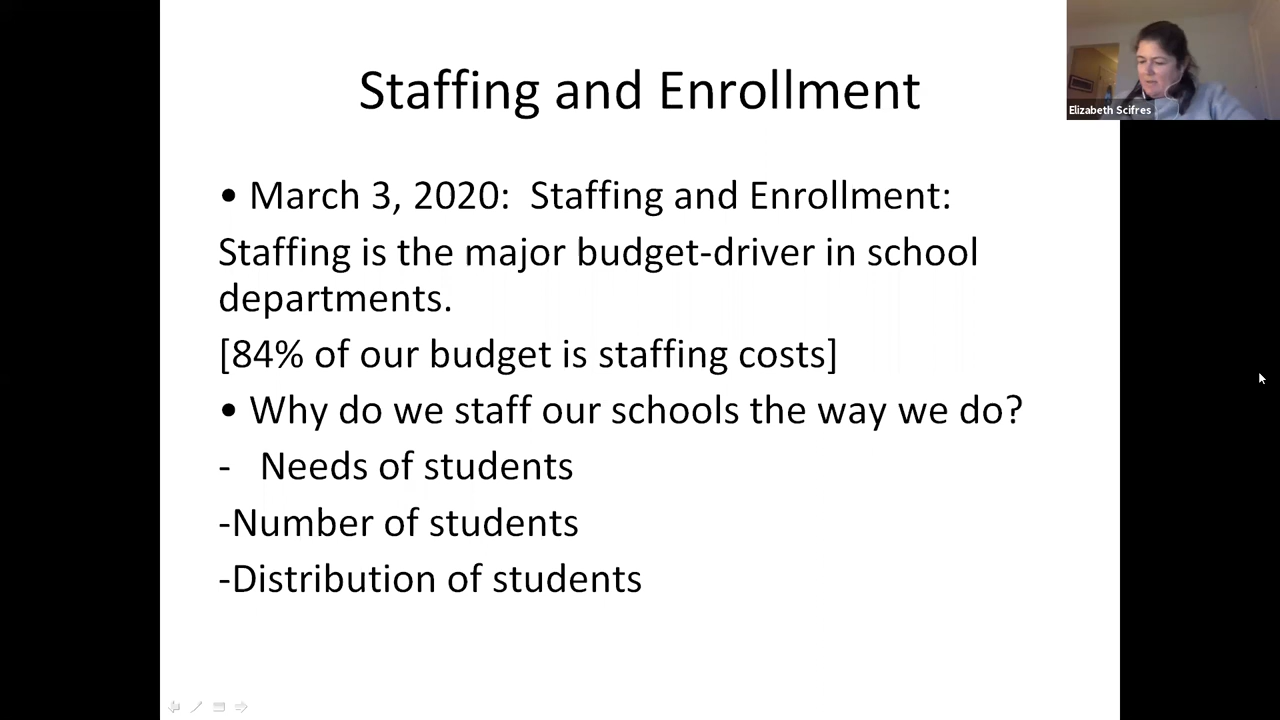 Staffing and Enrollment
Elizabeth Scifres
• March 3, 2020:  Staffing and Enrollment:
Staffing is the major budget-driver in school
departments.
[84% of our budget is staffing costs]
• Why do we staff our schools the way we do?
-   Needs of students
-Number of students
-Distribution of students